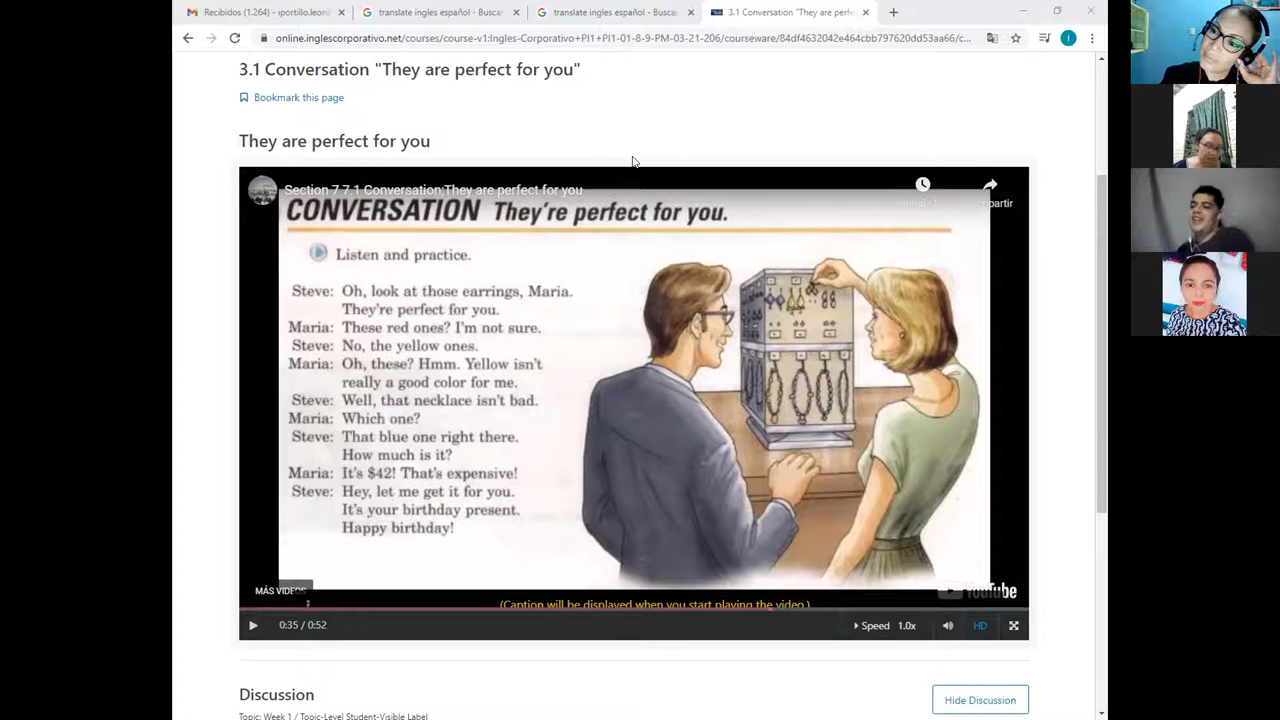 Recibidos (1.264) - sportillo.leon
translate ingles español - Buscar
translate ingles español - Buscar
3.1 Conversation "They are perfe
online.inglescorporativo.net/courses/course-v1:Ingles-Corporativo+PI1+PI1-01-8-9-PM-03-21-206/courseware/84df4632042e464cbb797620dd53aa66/c...
3.1 Conversation "They are perfect for you"
Bookmark this page
They are perfect for you
Section 7 7.1 Conversation;They are perfect for you
CONVERSATION They're perfect for you.
mpartir
Listen and practice.
Steve: Oh, look at those earrings, Maria.
They're perfect for you.
Maria: These red ones? I'm not sure.
Steve: No, the yellow ones.
Maria: Oh, these? Hmm. Yellow isn't
really a good color for me.
Steve: Well, that necklace isn't bad.
Maria: Which one?
Steve: That blue one right there.
How much is it?
Maria: It's $42! That's expensive!
Steve: Hey, let me get it for you.
It's your birthday present.
Happy birthday!
MÁS VIDEOS
YouTube
(Caption will be displayed when you start playing the video.)
0:35 / 0:52
Speed 1.0x
HD
Discussion
Hide Discussion
Topic: Week 1 / Topic-Level Student-Visible Label